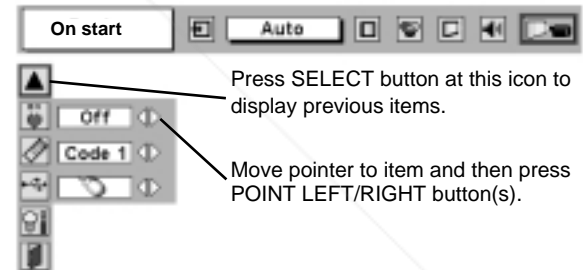 On start
Auto
Press SELECT button at this icon to
display previous items.
Off
Code 1
Move pointer to item and then press
POINT LEFT/RIGHT button(s).